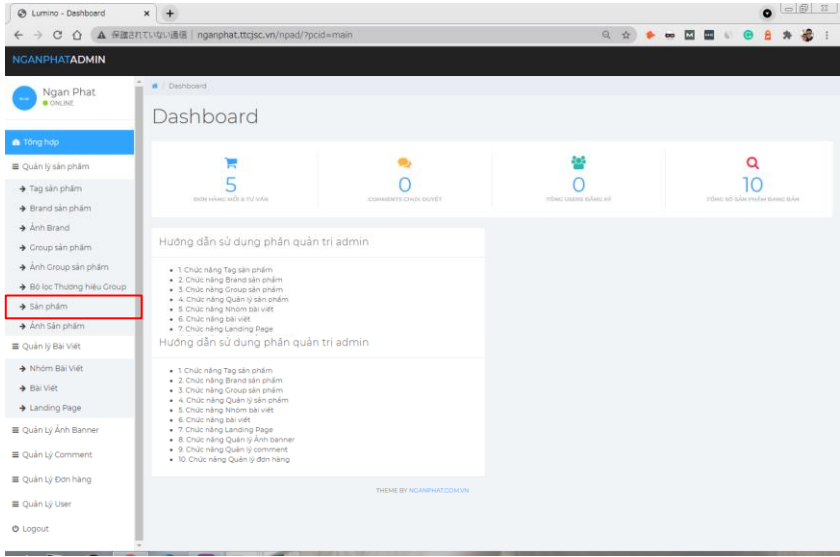 Lumino - Dashboard
保護されていない通信 | nganphat.ttcjsc.vn/npad/?pcid=main
NGANPHATADMIN
Ngan Phat
ONLINE
Tổng hợp
Quản lý sản phẩm
Tag sản phẩm
Brand sản phẩm
Ảnh Brand
Group sản phẩm
Ảnh Group sản phẩm
Bộ lọc Thương hiệu Group
Sản phẩm
Ảnh Sản phẩm
Quản lý Bài Viết
Nhóm Bài Viết
Bài Viết
Landing Page
Quản Lý Ảnh Banner
Quản Lý Comment
Quản Lý Đơn hàng
Quản Lý User
Logout
/ Dashboard
Dashboard
5
ĐƠN HÀNG MỚI & TƯ VẤN
0
COMMENTS CHƯA DUYỆT
0
TỔNG USERS ĐĂNG KÝ
10
TỔNG SỐ SẢN PHẨM ĐANG BÁN
Hướng dẫn sử dụng phần quản trị admin
1. Chức năng Tag sản phẩm
2. Chức năng Brand sản phẩm
3. Chức năng Group sản phẩm
4. Chức năng Quản lý sản phẩm
5. Chức năng Nhóm bài viết
6. Chức năng bài viết
7. Chức năng Landing Page
Hướng dẫn sử dụng phần quản trị admin
1. Chức năng Tag sản phẩm
2. Chức năng Brand sản phẩm
3. Chức năng Group sản phẩm
4. Chức năng Quản lý sản phẩm
5. Chức năng Nhóm bài viết
6. Chức năng bài viết
7. Chức năng Landing Page
8. Chức năng Quản lý Ảnh banner
9. Chức năng Quản lý comment
10. Chức năng Quản lý đơn hàng
THEME BY NGANPHAT.COM.VN